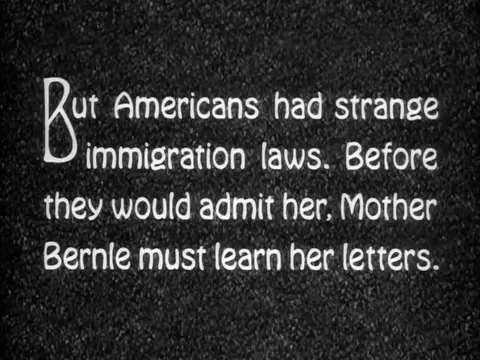 But Americans had strange
immigration laws. Before
they would admit her, Mother
Bernle must learn her letters.